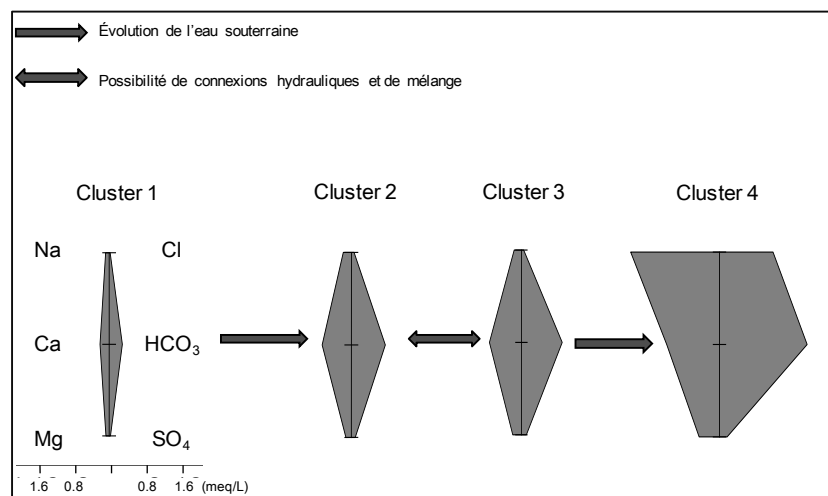 Évolution de l'eau souterraine
Possibilité de connexions hydrauliques et de mélange
Cluster 1 Cluster 2 Cluster 3 Cluster 4
Na Cl
Ca HCO₃
Mg SO₄
1.6 0.8 0.8 1.6 (meq/L)